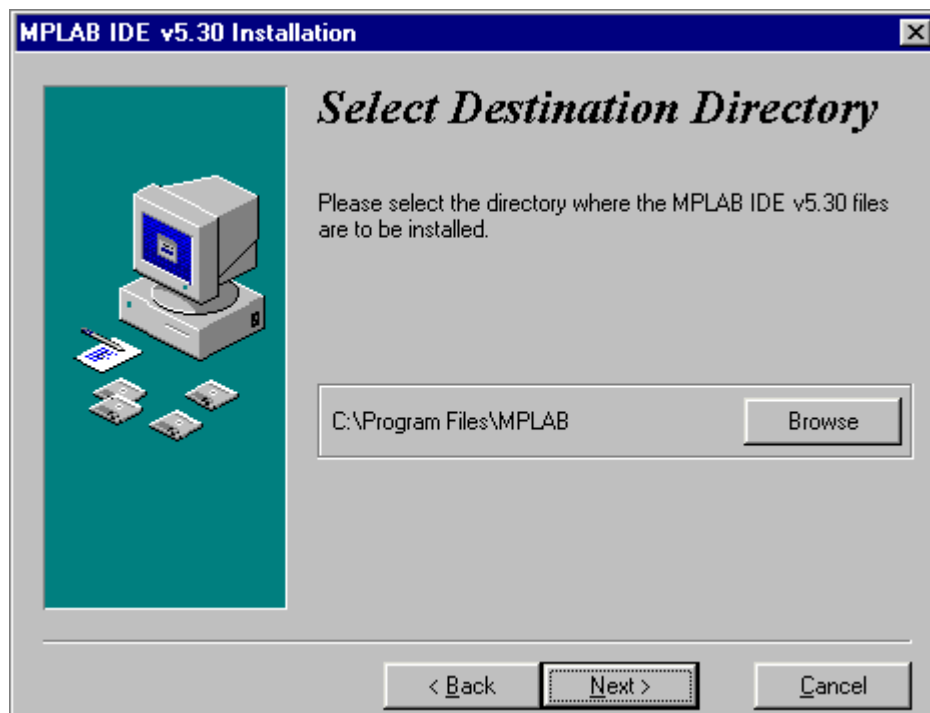 MPLAB IDE v5.30 Installation
Select Destination Directory
Please select the directory where the MPLAB IDE v5.30 files
are to be installed.
C:\Program Files\MPLAB
Browse
< Back
Next >
Cancel